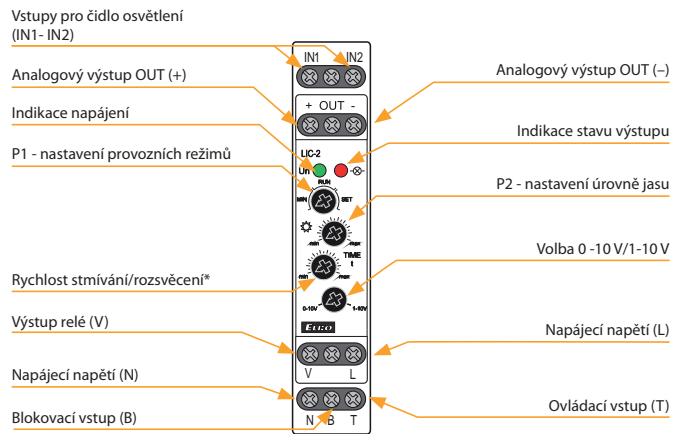 Vstupy pro čidlo osvětlení
(IN1- IN2)
Analogový výstup OUT (+)
Indikace napájení
P1 - nastavení provozních režimů
Rychlost stmívání/rozsvěcení*
Výstup relé (V)
Napájecí napětí (N)
Blokovací vstup (B)
IN1 IN2
+ OUT -
LIC-2
Un
RUN
MIN SET
min max
TIME
t
min max
0-10V 1-10V
ELKO
V L
N B T
Analogový výstup OUT (–)
Indikace stavu výstupu
P2 - nastavení úrovně jasu
Volba 0 -10 V/1-10 V
Napájecí napětí (L)
Ovládací vstup (T)